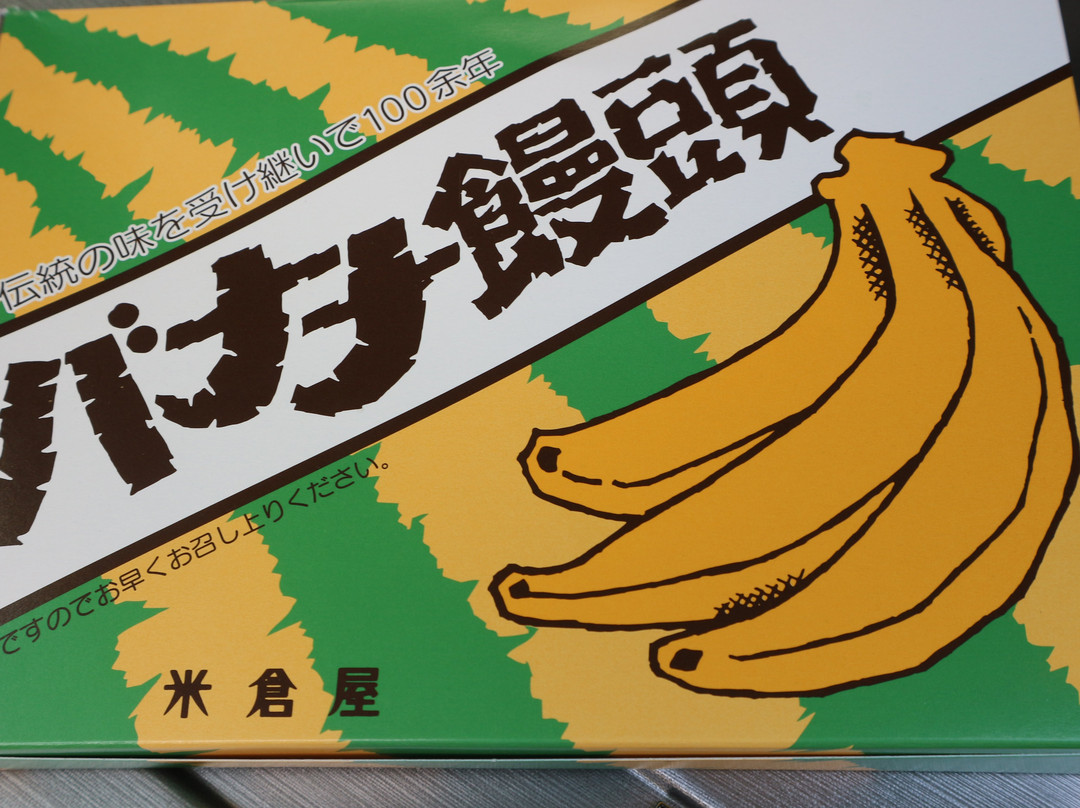 伝統の味を受け継いで100余年
バナナ饅頭
ですのでお早くお召し上りください。
米倉屋